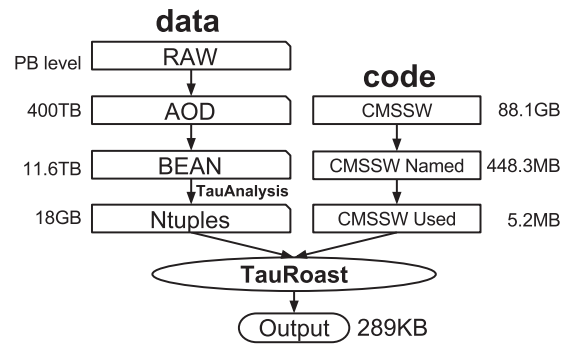 data
PB level RAW
code
400TB AOD CMSSW 88.1GB
11.6TB BEAN CMSSW Named 448.3MB
TauAnalysis
18GB Ntuples CMSSW Used 5.2MB
TauRoast
Output 289KB